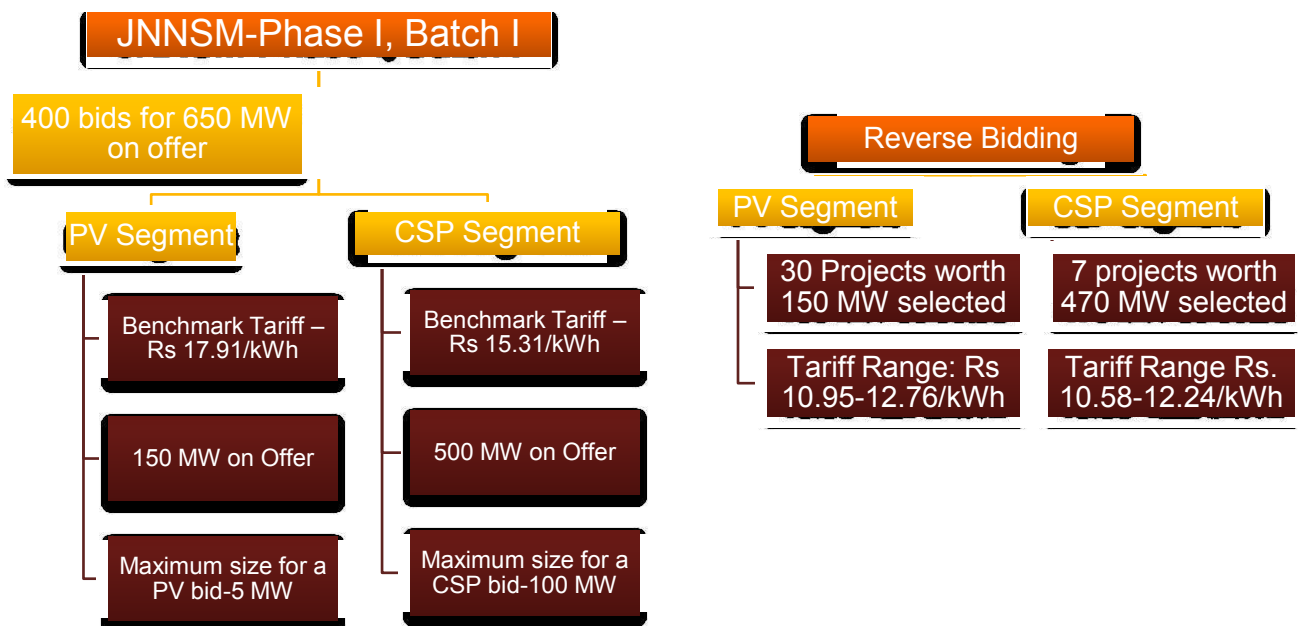 JNNSM-Phase I, Batch I
400 bids for 650 MW
on offer
PV Segment
Benchmark Tariff –
Rs 17.91/kWh
150 MW on Offer
Maximum size for a
PV bid-5 MW
CSP Segment
Benchmark Tariff –
Rs 15.31/kWh
500 MW on Offer
Maximum size for a
CSP bid-100 MW
Reverse Bidding
PV Segment
30 Projects worth
150 MW selected
Tariff Range: Rs
10.95-12.76/kWh
CSP Segment
7 projects worth
470 MW selected
Tariff Range Rs.
10.58-12.24/kWh